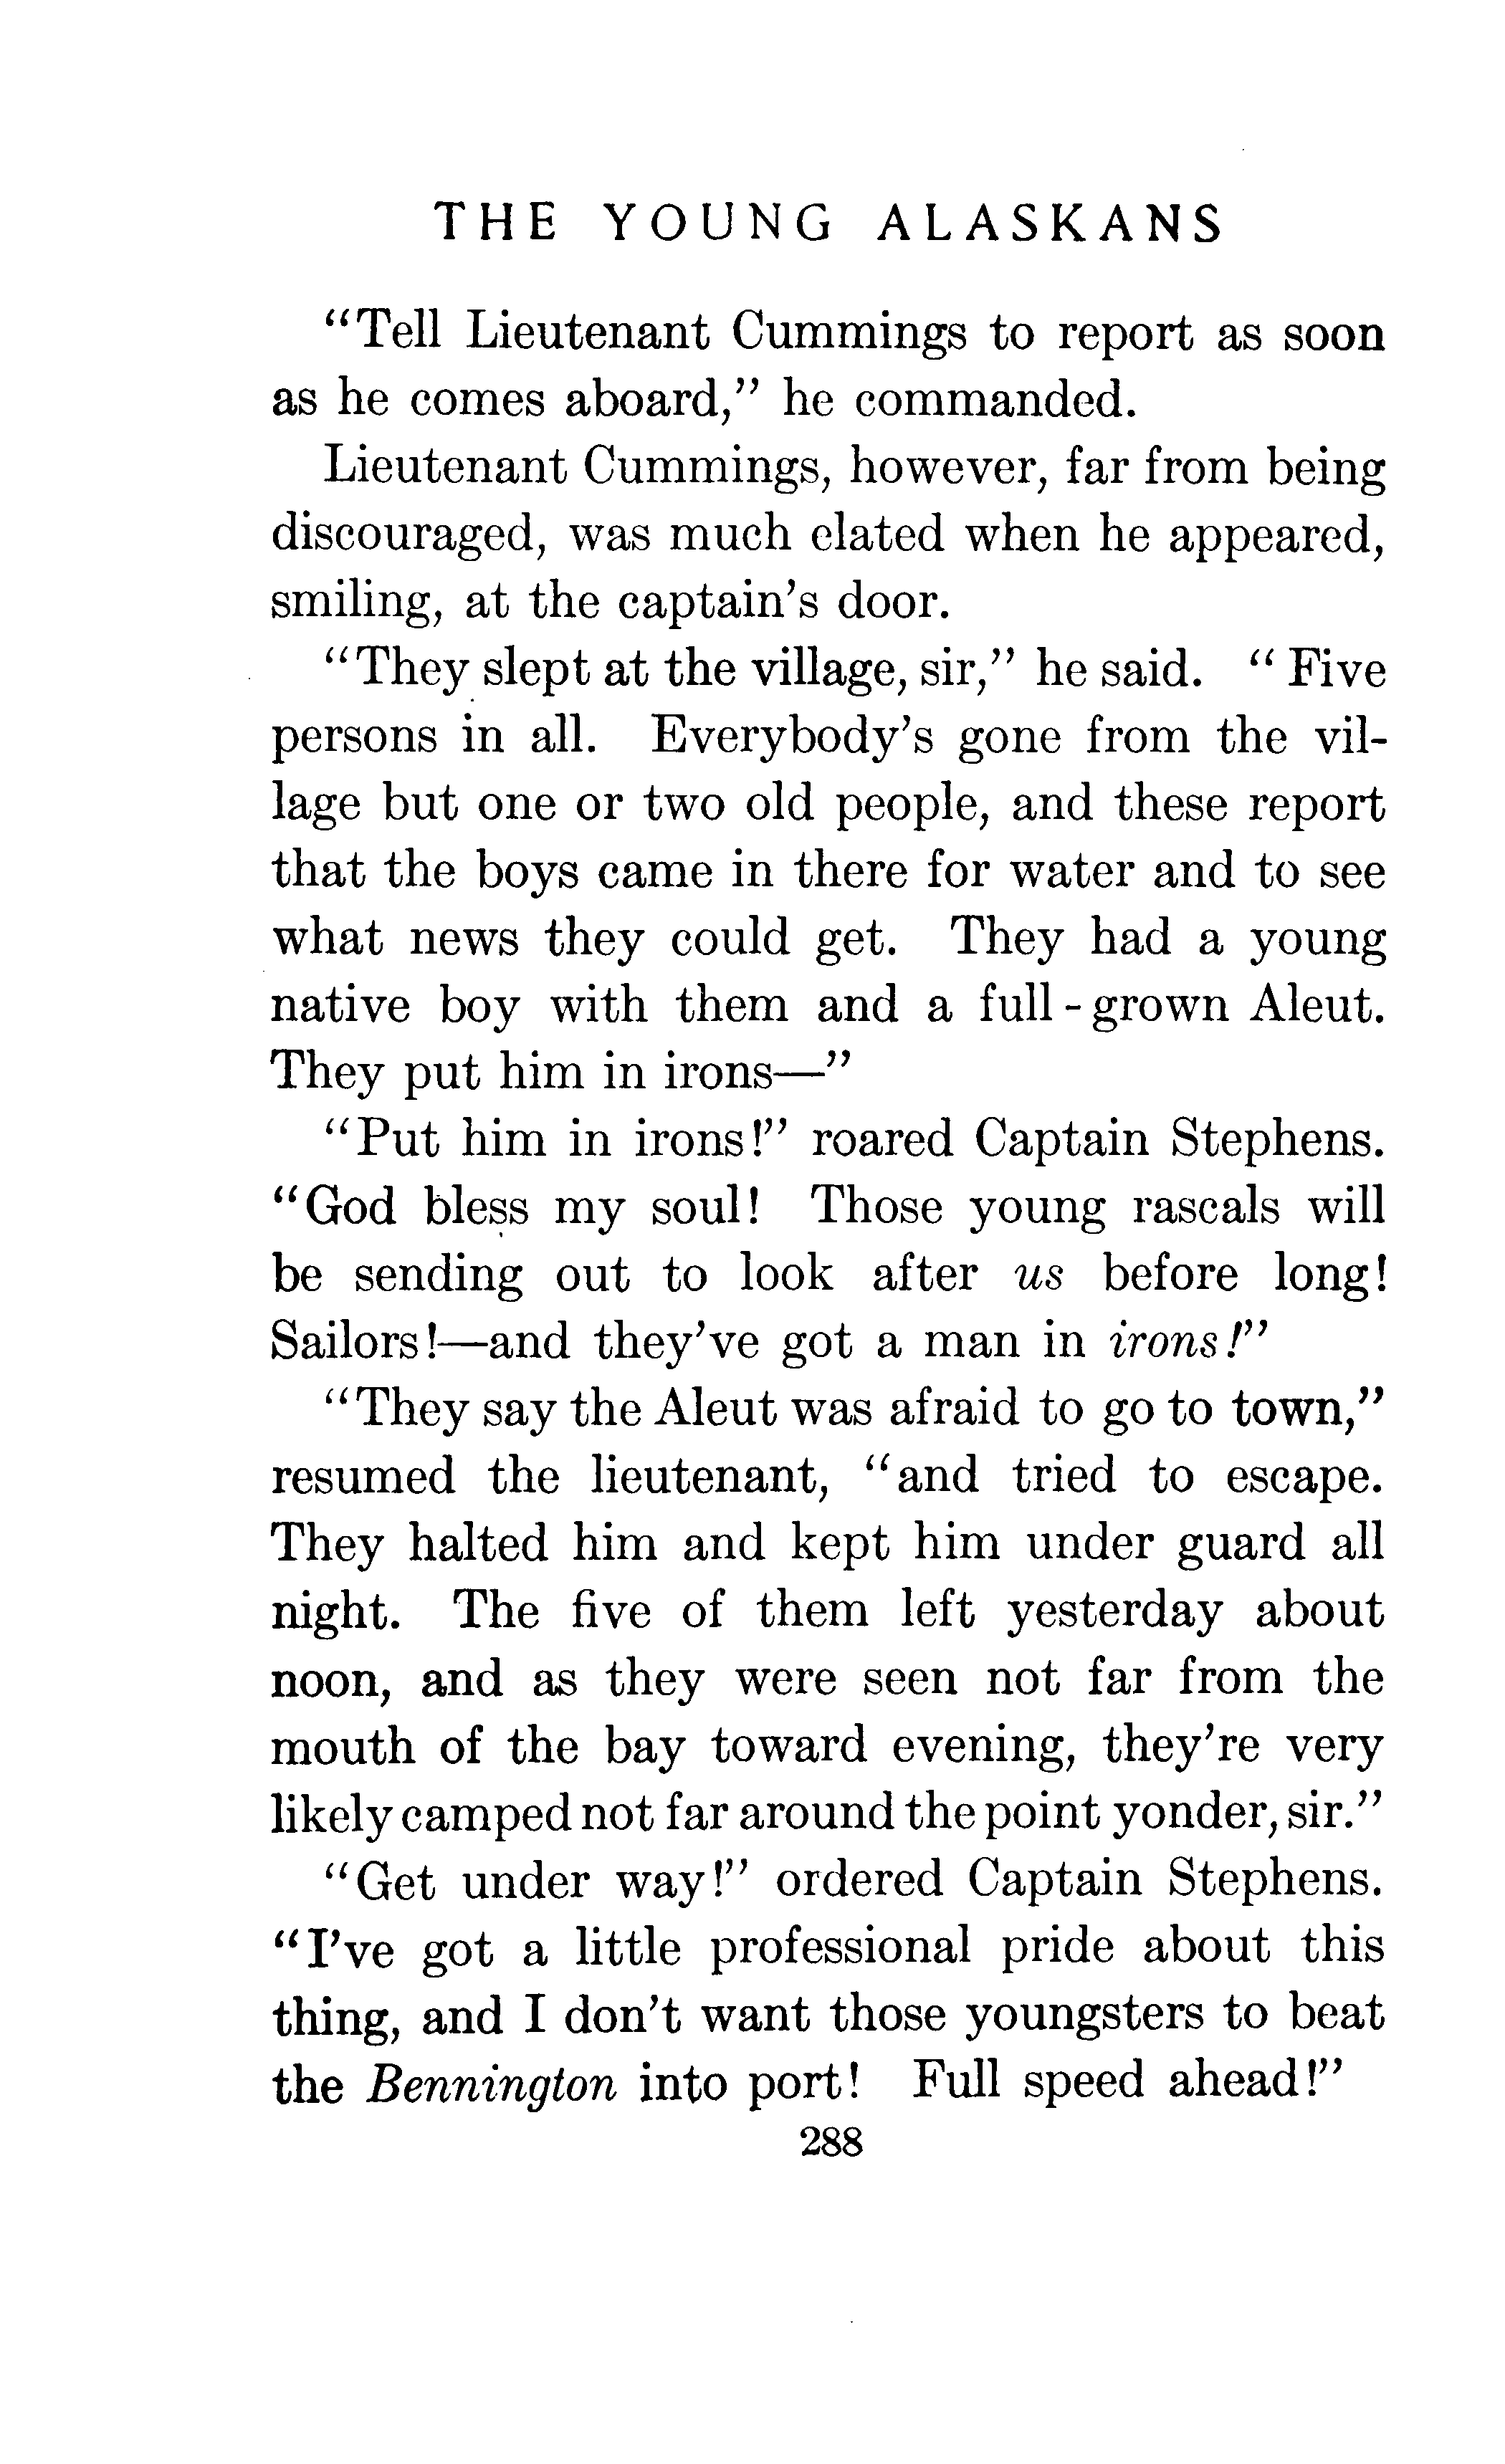 THE YOUNG ALASKANS
“Tell Lieutenant Cummings to report as soon
as he comes aboard,” he commanded.
Lieutenant Cummings, however, far from being
discouraged, was much elated when he appeared,
smiling, at the captain’s door.
“They slept at the village, sir,” he said. “Five
persons in all. Everybody’s gone from the vil-
lage but one or two old people, and these report
that the boys came in there for water and to see
what news they could get. They had a young
native boy with them and a full-grown Aleut.
They put him in irons—”
“Put him in irons!” roared Captain Stephens.
“God bless my soul! Those young rascals will
be sending out to look after us before long!
Sailors!—and they’ve got a man in irons!”
“They say the Aleut was afraid to go to town,”
resumed the lieutenant, “and tried to escape.
They halted him and kept him under guard all
night. The five of them left yesterday about
noon, and as they were seen not far from the
mouth of the bay toward evening, they’re very
likely camped not far around the point yonder, sir.”
“Get under way!” ordered Captain Stephens.
“I’ve got a little professional pride about this
thing, and I don’t want those youngsters to beat
the Bennington into port! Full speed ahead!”
288